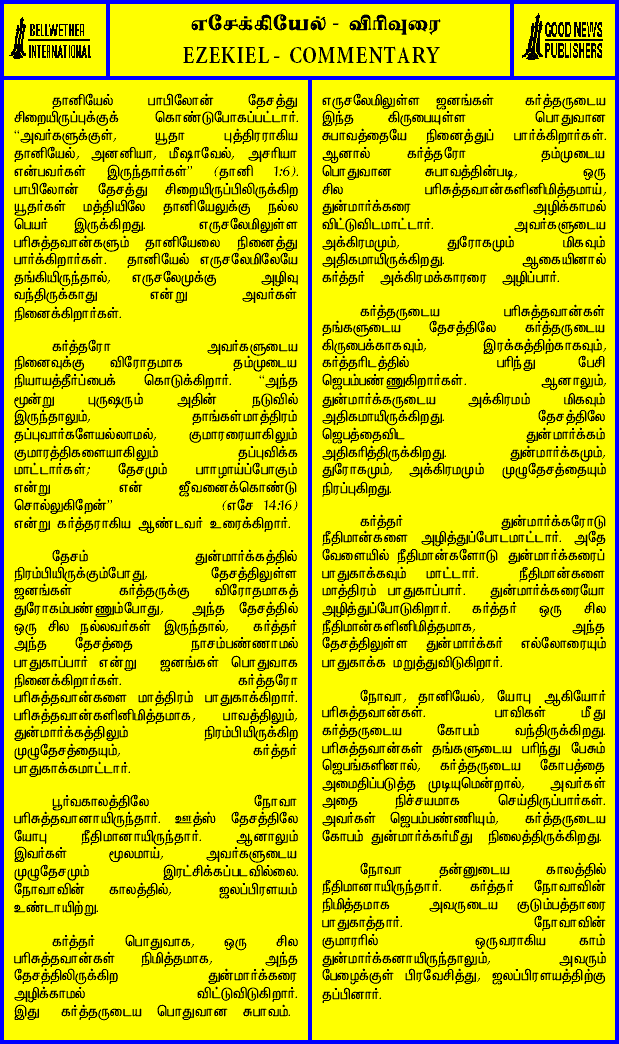 BELLWETHER
INTERNATIONAL
எசேக்கியேல் - விரிவுரை
EZEKIEL - COMMENTARY
GOOD NEWS
PUBLISHERS
தானியேல் பாபிலோன் தேசத்து
சிறையிருப்புக்குக் கொண்டுபோகப்பட்டார்.
“அவர்களுக்குள், யூதா புத்திரராகிய
தானியேல், அனனியா, மீஷாவேல், அசரியா
என்பவர்கள் இருந்தார்கள்” (தானி 1:6).
பாபிலோன் தேசத்து சிறையிருப்பிலிருக்கிற
யூதர்கள் மத்தியிலே தானியேலுக்கு நல்ல
பெயர் இருக்கிறது. எருசலேமிலுள்ள
பரிசுத்தவான்களும் தானியேலை நினைத்து
பார்க்கிறார்கள். தானியேல் எருசலேமிலேயே
தங்கியிருந்தால், எருசலேமுக்கு அழிவு
வந்திருக்காது என்று அவர்கள்
நினைக்கிறார்கள்.
கர்த்தரோ அவர்களுடைய
நினைவுக்கு விரோதமாக தம்முடைய
நியாயத்தீர்ப்பைக் கொடுக்கிறார். “அந்த
மூன்று புருஷரும் அதின் நடுவில்
இருந்தாலும், தாங்கள்மாத்திரம்
தப்புவார்களேயல்லாமல், குமாரரையாகிலும்
குமாரத்திகளையாகிலும் தப்புவிக்க
மாட்டார்கள்; தேசமும் பாழாய்ப்போகும்
என்று என் ஜீவனைக்கொண்டு
சொல்லுகிறேன்” (எசே 14:16)
என்று கர்த்தராகிய ஆண்டவர் உரைக்கிறார்.
தேசம் துன்மார்க்கத்தில்
நிரம்பியிருக்கும்போது, தேசத்திலுள்ள
ஜனங்கள் கர்த்தருக்கு விரோதமாகத்
துரோகம்பண்ணும்போது, அந்த தேசத்தில்
ஒரு சில நல்லவர்கள் இருந்தால், கர்த்தர்
அந்த தேசத்தை நாசம்பண்ணாமல்
பாதுகாப்பார் என்று ஜனங்கள் பொதுவாக
நினைக்கிறார்கள். கர்த்தரோ
பரிசுத்தவான்களை மாத்திரம் பாதுகாக்கிறார்.
பரிசுத்தவான்களினிமித்தமாக, பாவத்திலும்,
துன்மார்க்கத்திலும் நிரம்பியிருக்கிற
முழுதேசத்தையும், கர்த்தர்
பாதுகாக்கமாட்டார்.
பூர்வகாலத்திலே நோவா
பரிசுத்தவானாயிருந்தார். ஊத்ஸ் தேசத்திலே
யோபு நீதிமானாயிருந்தார். ஆனாலும்
இவர்கள் மூலமாய், அவர்களுடைய
முழுதேசமும் இரட்சிக்கப்படவில்லை.
நோவாவின் காலத்தில், ஜலப்பிரளயம்
உண்டாயிற்று.
கர்த்தர் பொதுவாக, ஒரு சில
பரிசுத்தவான்கள் நிமித்தமாக, அந்த
தேசத்திலிருக்கிற துன்மார்க்கரை
அழிக்காமல் விட்டுவிடுகிறார்.
இது கர்த்தருடைய பொதுவான சுபாவம்.
எருசலேமிலுள்ள ஜனங்கள் கர்த்தருடைய
இந்த கிருபையுள்ள பொதுவான
சுபாவத்தையே நினைத்துப் பார்க்கிறார்கள்.
ஆனால் கர்த்தரோ தம்முடைய
பொதுவான சுபாவத்தின்படி, ஒரு
சில பரிசுத்தவான்களினிமித்தமாய்,
துன்மார்க்கரை அழிக்காமல்
விட்டுவிடமாட்டார். அவர்களுடைய
அக்கிரமமும், துரோகமும் மிகவும்
அதிகமாயிருக்கிறது. ஆகையினால்
கர்த்தர் அக்கிரமக்காரரை அழிப்பார்.
கர்த்தருடைய பரிசுத்தவான்கள்
தங்களுடைய தேசத்திலே கர்த்தருடைய
கிருபைக்காகவும், இரக்கத்திற்காகவும்,
கர்த்தரிடத்தில் பரிந்து பேசி
ஜெபம்பண்ணுகிறார்கள். ஆனாலும்,
துன்மார்க்கருடைய அக்கிரமம் மிகவும்
அதிகமாயிருக்கிறது. தேசத்திலே
ஜெபத்தைவிட துன்மார்க்கம்
அதிகரித்திருக்கிறது. துன்மார்க்கமும்,
துரோகமும், அக்கிரமமும் முழுதேசத்தையும்
நிரப்புகிறது.
கர்த்தர் துன்மார்க்கரோடு
நீதிமான்களை அழித்துப்போடமாட்டார். அதே
வேளையில் நீதிமான்களோடு துன்மார்க்கரைப்
பாதுகாக்கவும் மாட்டார். நீதிமான்களை
மாத்திரம் பாதுகாப்பார். துன்மார்க்கரையோ
அழித்துப்போடுகிறார். கர்த்தர் ஒரு சில
நீதிமான்களினிமித்தமாக, அந்த
தேசத்திலுள்ள துன்மார்க்கர் எல்லோரையும்
பாதுகாக்க மறுத்துவிடுகிறார்.
நோவா, தானியேல், யோபு ஆகியோர்
பரிசுத்தவான்கள். பாவிகள் மீது
கர்த்தருடைய கோபம் வந்திருக்கிறது.
பரிசுத்தவான்கள் தங்களுடைய பரிந்து பேசும்
ஜெபங்களினால், கர்த்தருடைய கோபத்தை
அமைதிப்படுத்த முடியுமென்றால், அவர்கள்
அதை நிச்சயமாக செய்திருப்பார்கள்.
அவர்கள் ஜெபம்பண்ணியும், கர்த்தருடைய
கோபம் துன்மார்க்கர்மீது நிலைத்திருக்கிறது.
நோவா தன்னுடைய காலத்தில்
நீதிமானாயிருந்தார். கர்த்தர் நோவாவின்
நிமித்தமாக அவருடைய குடும்பத்தாரை
பாதுகாத்தார். நோவாவின்
குமாரரில் ஒருவராகிய காம்
துன்மார்க்கனாயிருந்தாலும், அவரும்
பேழைக்குள் பிரவேசித்து, ஜலப்பிரளயத்திற்கு
தப்பினார்.